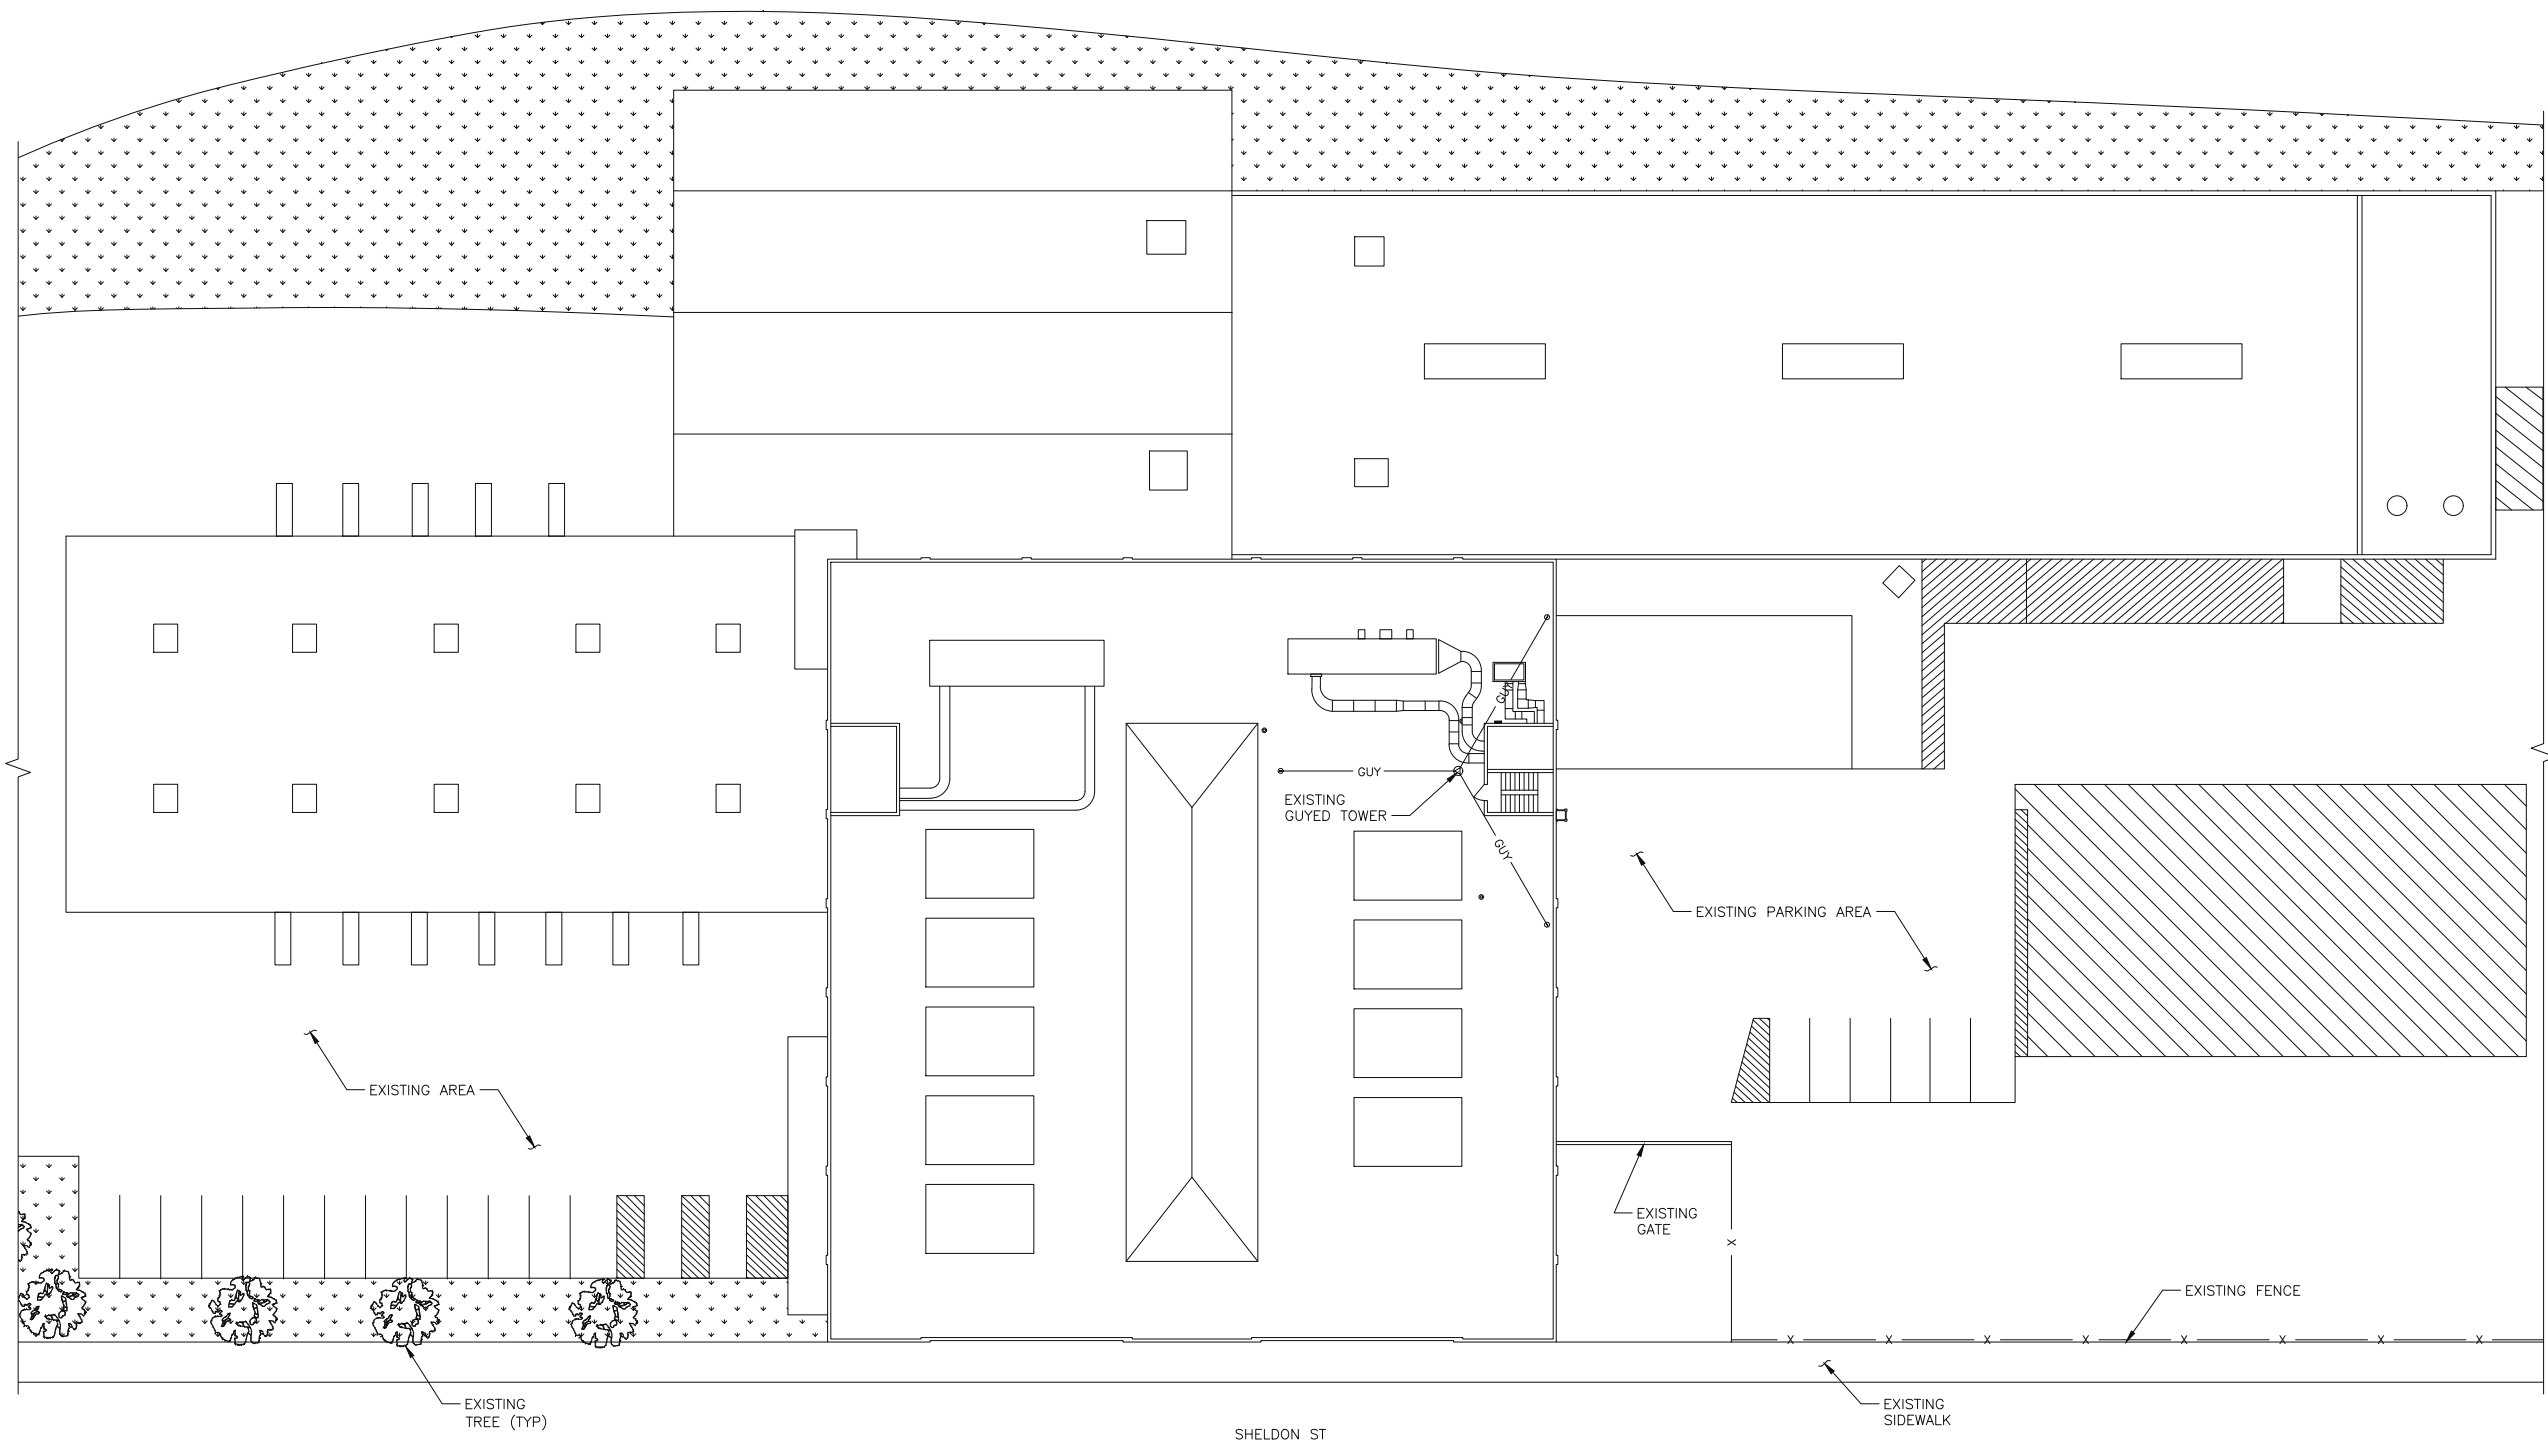 GUY
GUY
EXISTING
GUYED TOWER
GUY
EXISTING PARKING AREA
EXISTING AREA
EXISTING
GATE
X
EXISTING FENCE
X X X X X X X X
EXISTING
TREE (TYP)
EXISTING
SIDEWALK
SHELDON ST